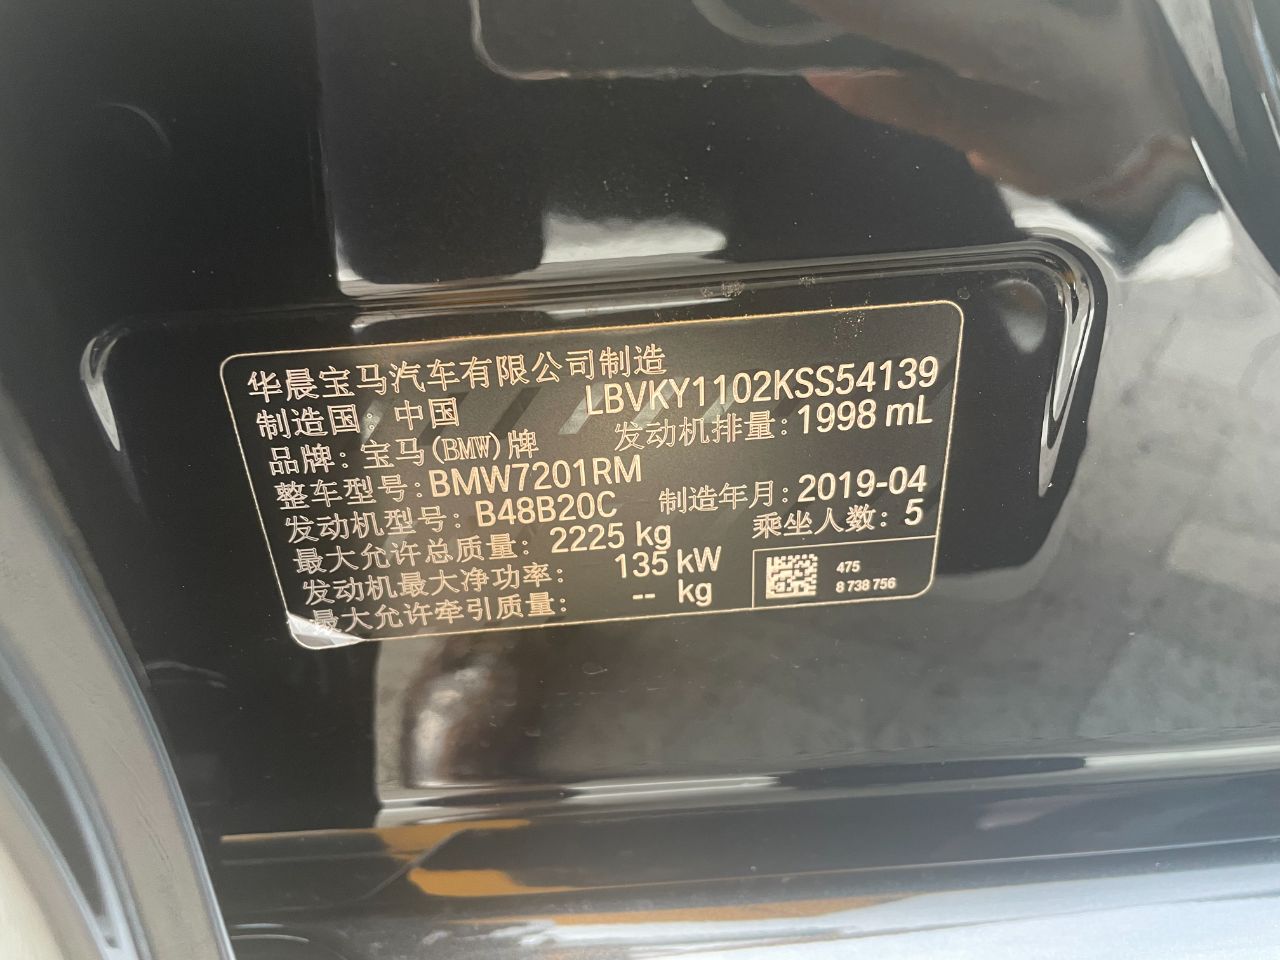 华晨宝马汽车有限公司制造
制造国：中国 LBVKY1102KSS54139
品牌：宝马(BMW)牌 发动机排量：1998 mL
整车型号：BMW7201RM
发动机型号：B48B20C 制造年月：2019-04
最大允许总质量：2225 kg 乘坐人数：5
发动机最大净功率：135 kW
最大允许牵引质量：-- kg
475
8 738 756